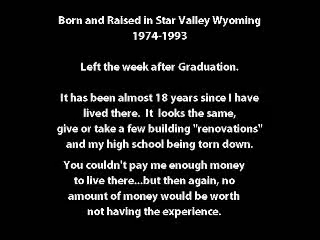 Born and Raised in Star Valley Wyoming
1974-1993
Left the week after Graduation.
It has been almost 18 years since I have
lived there.  It  looks the same,
give or take a few building "renovations"
and my high school being torn down.
You couldn't pay me enough money
to live there...but then again, no
amount of money would be worth
not having the experience.